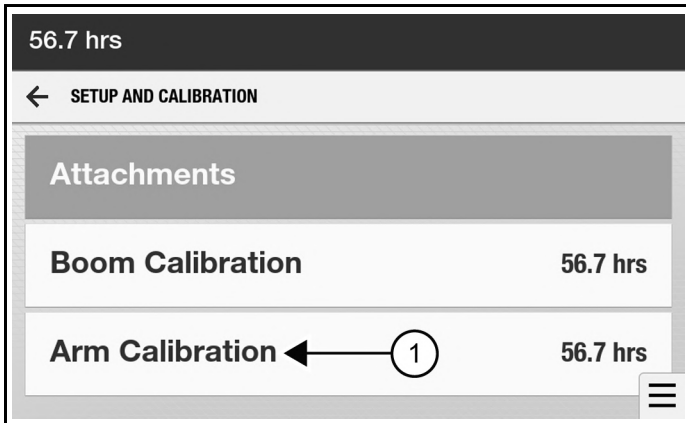 56.7 hrs
SETUP AND CALIBRATION
Attachments
Boom Calibration 56.7 hrs
Arm Calibration 1 56.7 hrs